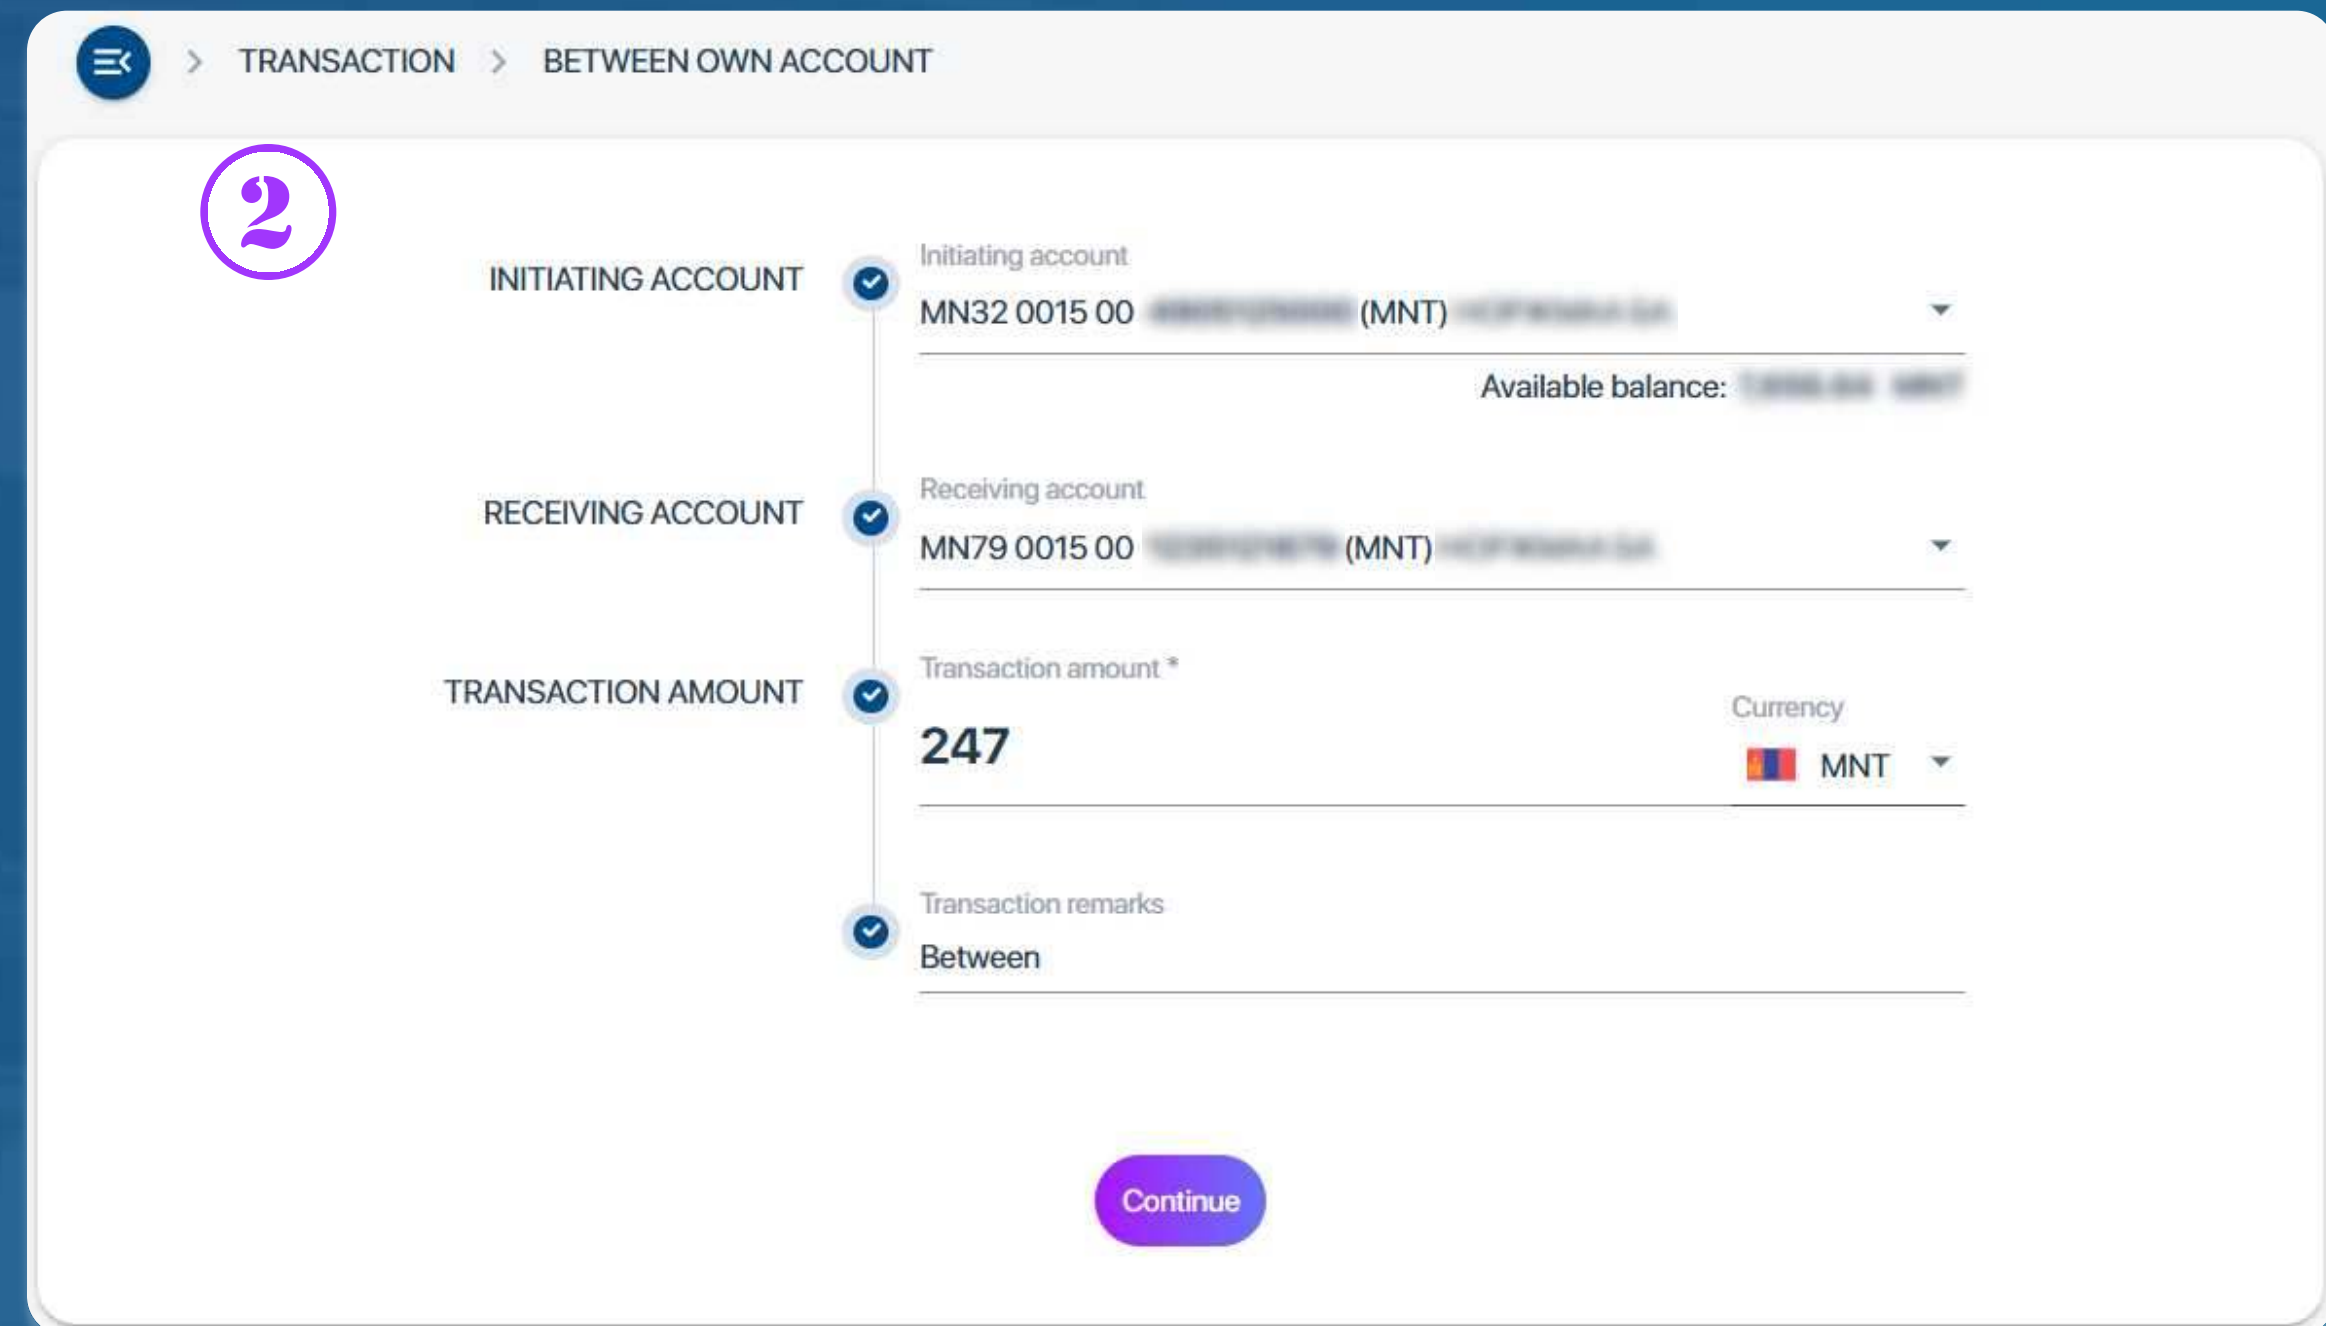 TRANSACTION > BETWEEN OWN ACCOUNT
2
INITIATING ACCOUNT
Initiating account
MN32 0015 00 (MNT)
Available balance:
RECEIVING ACCOUNT
Receiving account
MN79 0015 00 (MNT)
TRANSACTION AMOUNT
Transaction amount *
247
Currency
MNT
Transaction remarks
Between
Continue